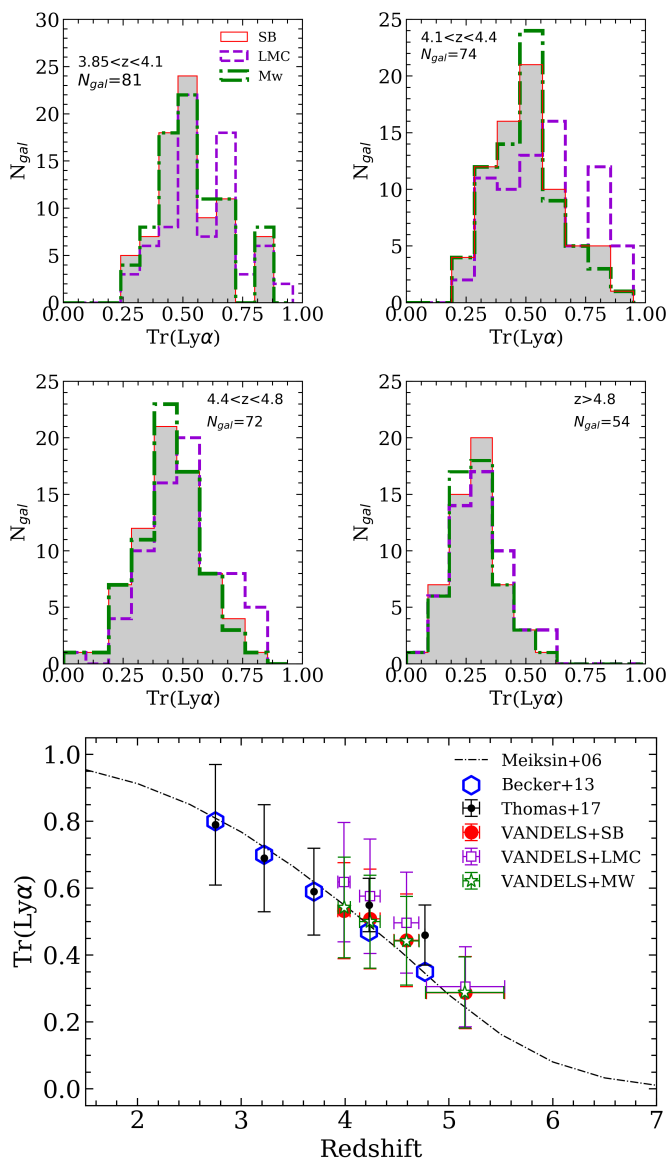 3.85<z<4.1
N_gal=81
SB
LMC
Mw
30
25
20
15
10
5
0
N_gal
0.00 0.25 0.50 0.75 1.00
Tr(Lyα)
4.1<z<4.4
N_gal=74
25
20
15
10
5
0
N_gal
0.00 0.25 0.50 0.75 1.00
Tr(Lyα)
4.4<z<4.8
N_gal=72
25
20
15
10
5
0
N_gal
0.00 0.25 0.50 0.75 1.00
Tr(Lyα)
z>4.8
N_gal=54
25
20
15
10
5
0
N_gal
0.00 0.25 0.50 0.75 1.00
Tr(Lyα)
Meiksin+06
Becker+13
Thomas+17
VANDELS+SB
VANDELS+LMC
VANDELS+MW
1.0
0.8
0.6
0.4
0.2
0.0
Tr(Lyα)
2 3 4 5 6 7
Redshift